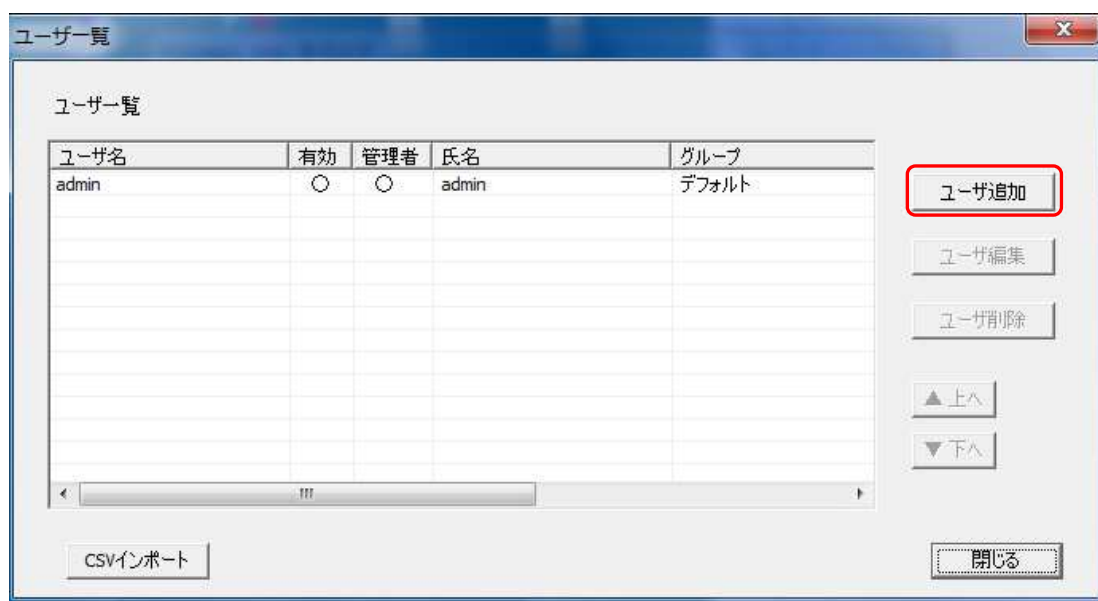 ユーザ一覧
ユーザ一覧
ユーザ名 有効 管理者 氏名 グループ
admin ○ ○ admin デフォルト
ユーザ追加
ユーザ編集
ユーザ削除
▲上へ
▼下へ
CSVインポート
閉じる